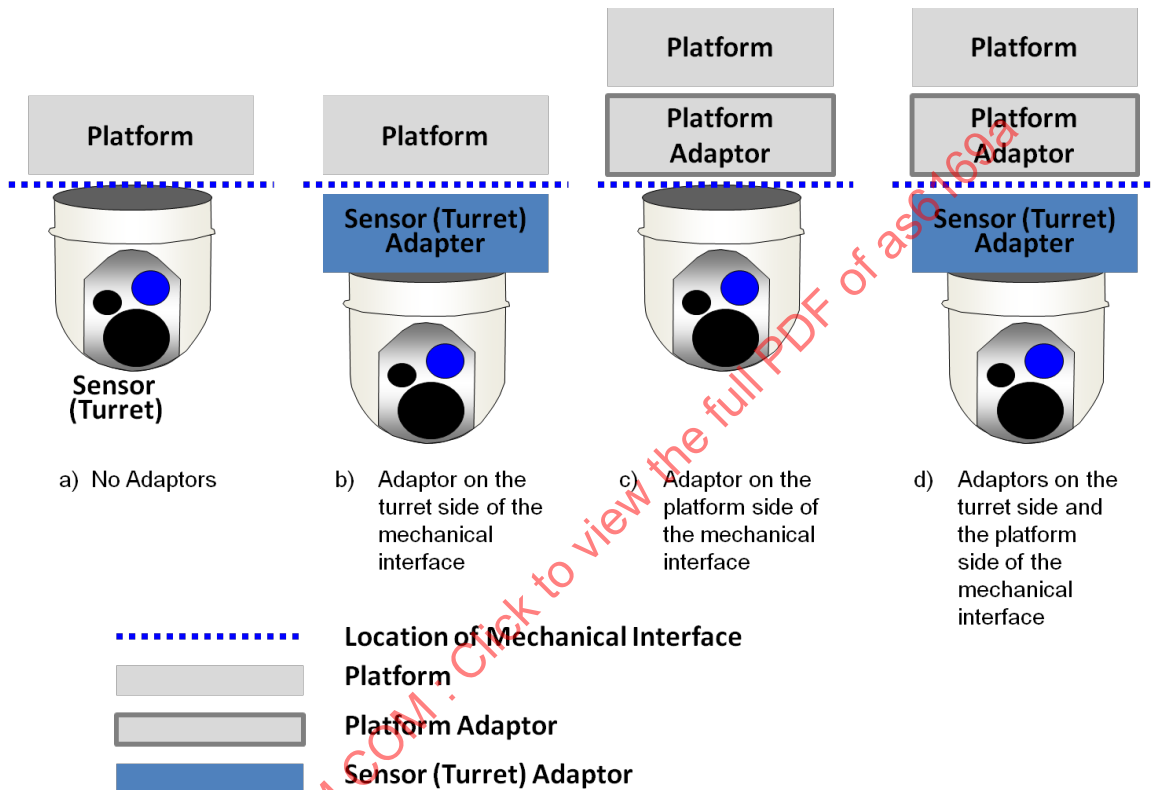 Platform
Sensor
(Turret)
a) No Adaptors
Platform
Sensor (Turret)
Adapter
b) Adaptor on the
turret side of the
mechanical
interface
Platform
Platform
Adaptor
c) Adaptor on the
platform side of
the mechanical
interface
Platform
Platform
Adaptor
Sensor (Turret)
Adapter
d) Adaptors on the
turret side and
the platform
side of the
mechanical
interface
Location of Mechanical Interface
Platform
Platform Adaptor
Sensor (Turret) Adaptor
.COM : Click to view the full PDF of as6169a